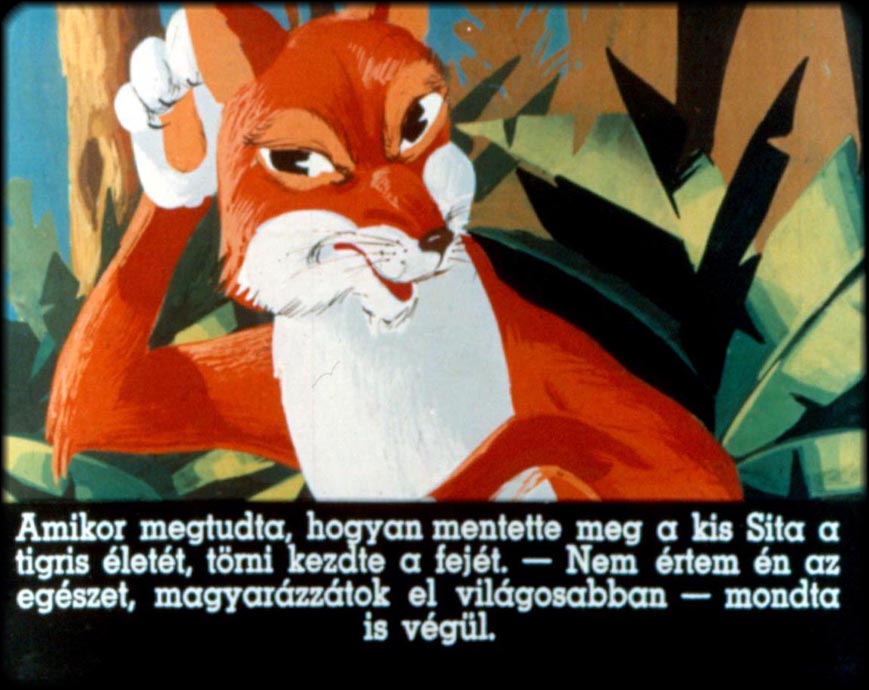 Amikor megtudta, hogyan mentette meg a kis Sita a
tigris életét, törni kezdte a fejét. — Nem értem én az
egészet, magyarázzátok el világosabban — mondta
is végül.